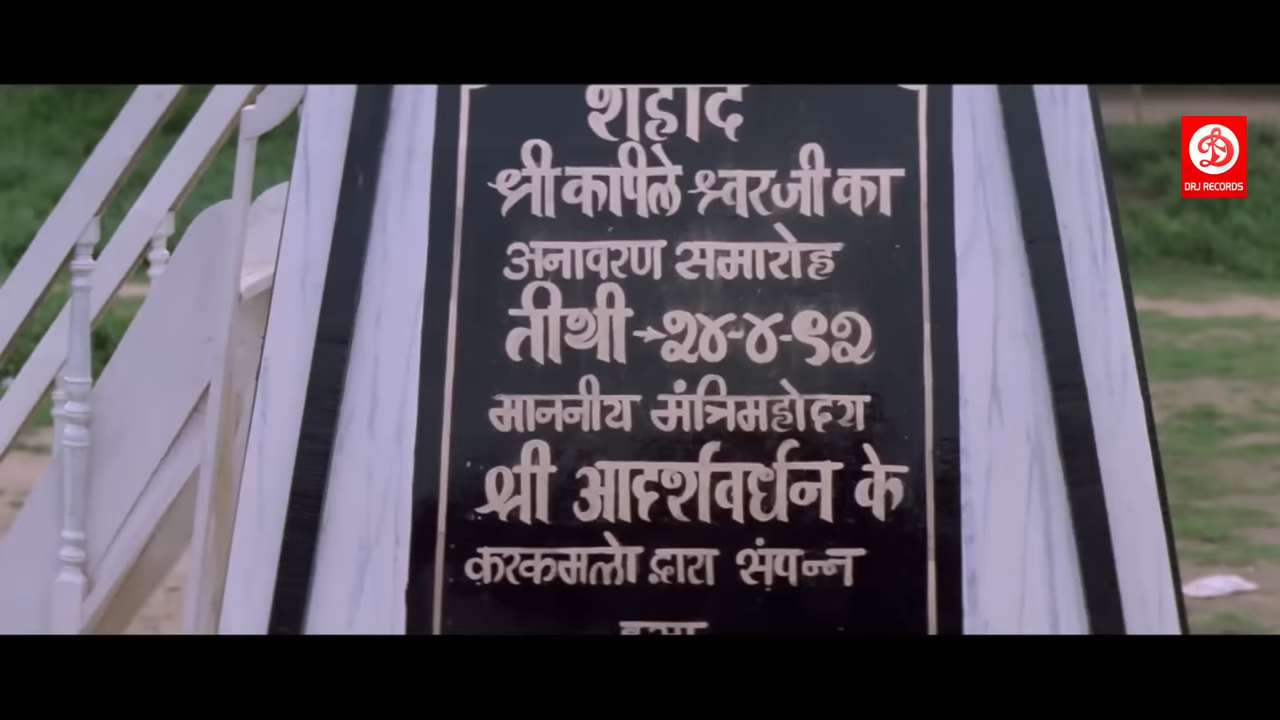 शहीद
श्री कपिले श्वरजी का
अनावरण समारोह
तीथी → २४-४-९२
माननीय मंत्रिमहोदय
श्री आदर्शवर्धन के
करकमलो द्वारा संपन्न
DRJ RECORDS